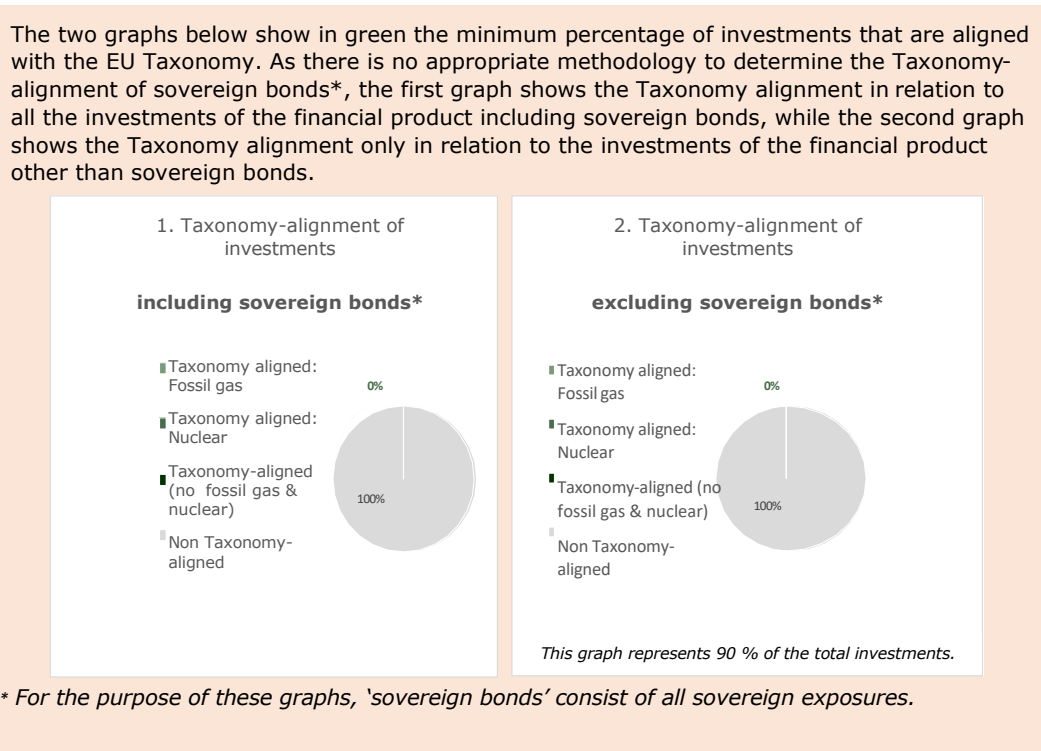 The two graphs below show in green the minimum percentage of investments that are aligned
with the EU Taxonomy. As there is no appropriate methodology to determine the Taxonomy-
alignment of sovereign bonds*, the first graph shows the Taxonomy alignment in relation to
all the investments of the financial product including sovereign bonds, while the second graph
shows the Taxonomy alignment only in relation to the investments of the financial product
other than sovereign bonds.
1. Taxonomy-alignment of
investments
including sovereign bonds*
Taxonomy aligned:
Fossil gas
Taxonomy aligned:
Nuclear
Taxonomy-aligned
(no fossil gas &
nuclear)
Non Taxonomy-
aligned
0%
100%
2. Taxonomy-alignment of
investments
excluding sovereign bonds*
Taxonomy aligned:
Fossil gas
Taxonomy aligned:
Nuclear
Taxonomy-aligned (no
fossil gas & nuclear)
Non Taxonomy-
aligned
0%
100%
This graph represents 90 % of the total investments.
* For the purpose of these graphs, ‘sovereign bonds’ consist of all sovereign exposures.